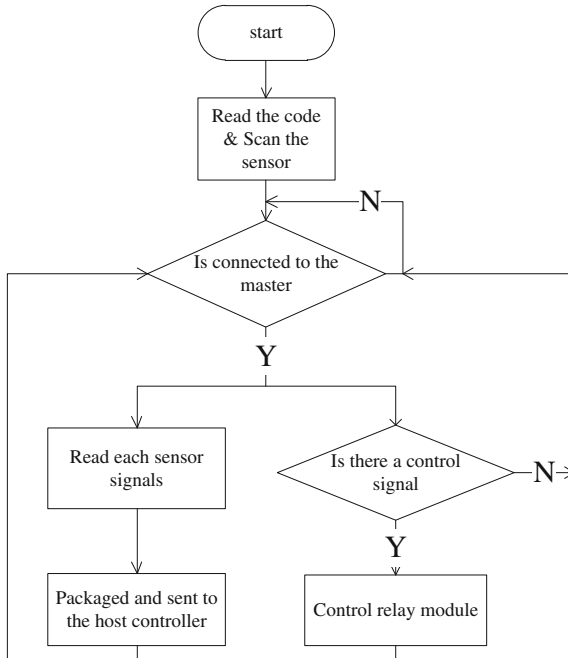 start
Read the code
& Scan the
sensor
N
Is connected to the
master
Y
Read each sensor
signals
Is there a control
signal
N
Y
Packaged and sent to
the host controller
Control relay module